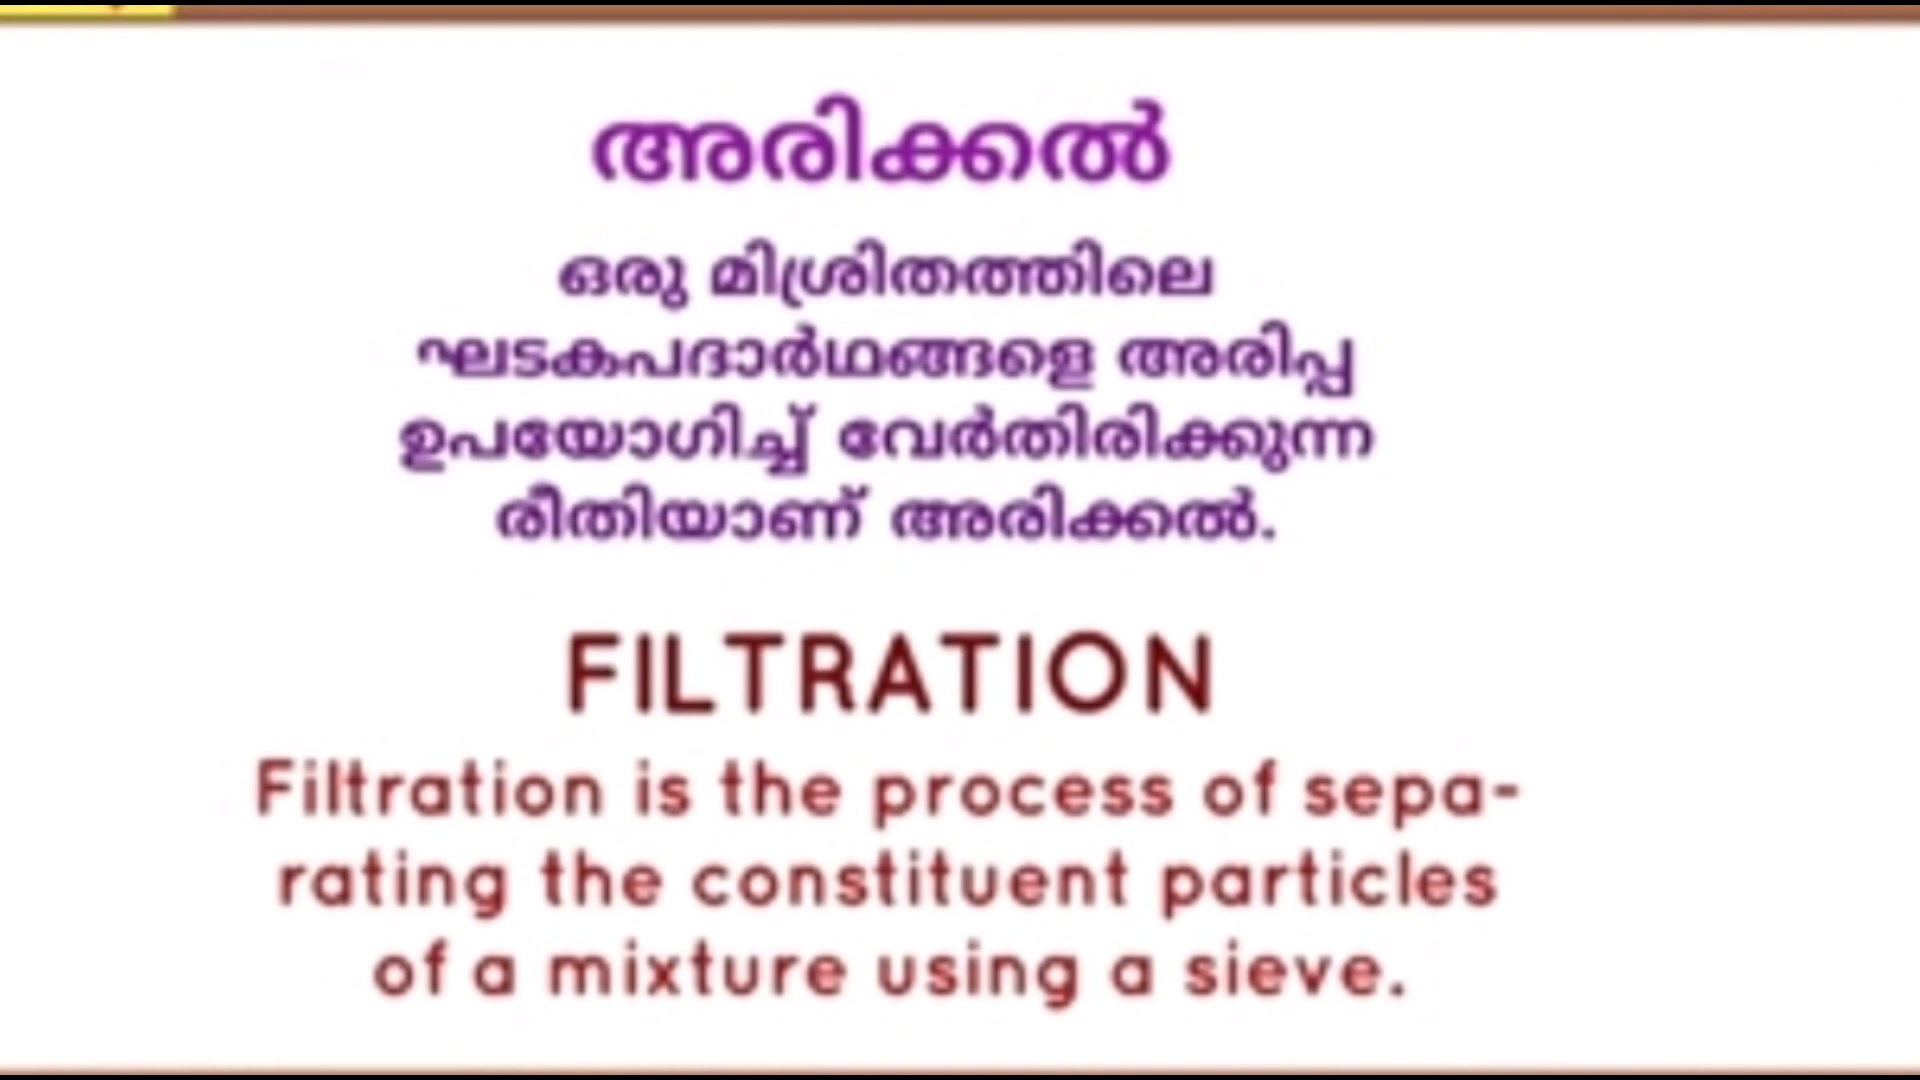 അരിക്കൽ
ഒരു മിശ്രിതത്തിലെ
ഘടകപദാർഥങ്ങളെ അരിപ്പ
ഉപയോഗിച്ച് വേർതിരിക്കുന്ന
രീതിയാണ് അരിക്കൽ.
FILTRATION
Filtration is the process of sepa-
rating the constituent particles
of a mixture using a sieve.